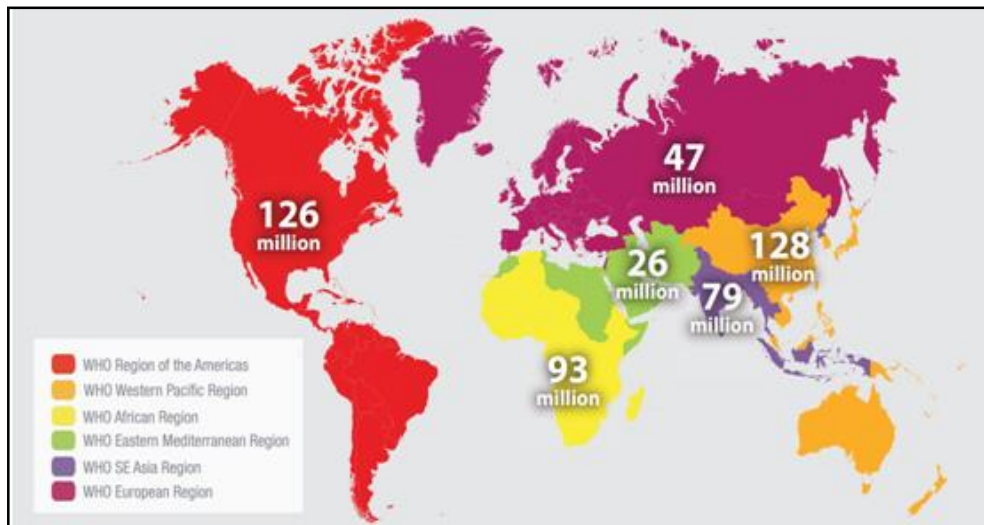 47
million
126
million
128
million
26
million
79
million
93
million
WHO Region of the Americas
WHO Western Pacific Region
WHO African Region
WHO Eastern Mediterranean Region
WHO SE Asia Region
WHO European Region